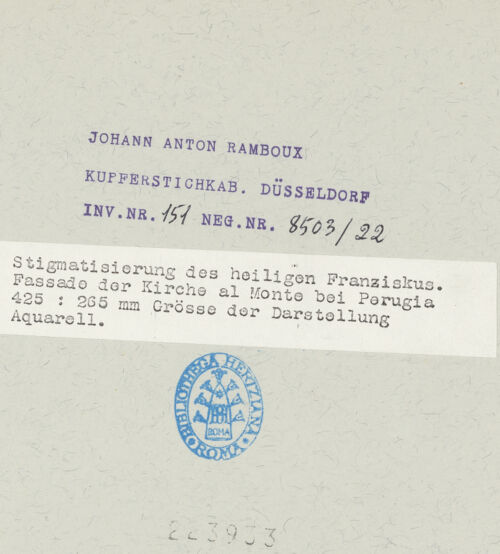 JOHANN ANTON RAMBOUX
KUPFERSTICHKAB. DÜSSELDORF
INV.NR. 151 NEG.NR. 8503/22
Stigmatisierung des heiligen Franziskus.
Fassade der Kirche al Monte bei Perugia
425 : 265 mm Grösse der Darstellung
Aquarell.
BIBLIOTHECA HERTZIANA
ROMA
ROMA